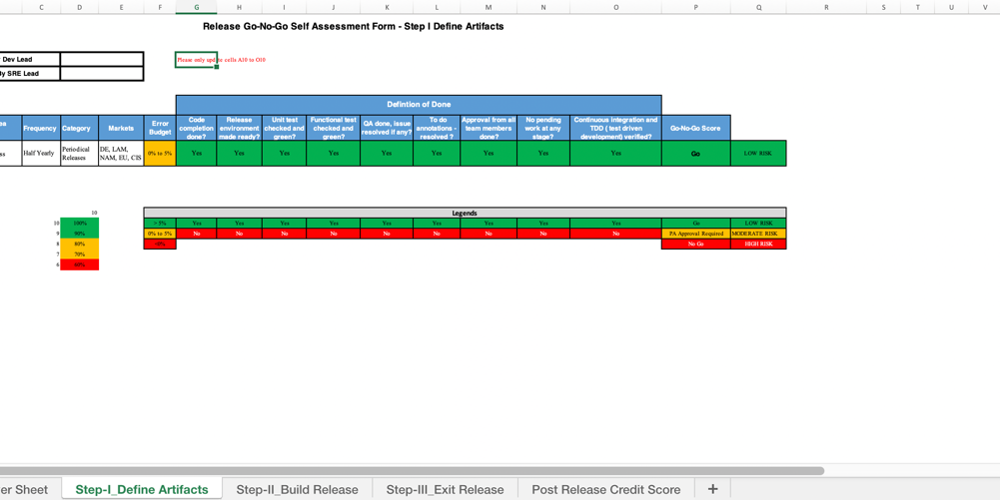 C D E F G H I J K L M N O P Q R S T U V
Release Go-No-Go Self Assessment Form - Step I Define Artifacts
Dev Lead
Please only upd te cells A10 to O10
ly SRE Lead
Defintion of Done
es Frequency Category Markets Error Budget Code completion done? Release environment made ready? Unit test checked and green? Functional test checked and green? QA done, issue resolved if any? To do annotations - resolved ? Approval from all team members done? No pending work at any stage? Continuous integration and TDD ( test driven development) verified? Go-No-Go Score
ss Half Yearly Periodical Releases DE, LAM, NAM, EU, CIS 0% to 5% Yes Yes Yes Yes Yes Yes Yes Yes Yes Go LOW RISK
10 Legends
10 100% > 5% Yes Yes Yes Yes Yes Yes Yes Yes Yes Go LOW RISK
9 90% 0% to 5% No No No No No No No No No PA Approval Required MODERATE RISK
8 80% No Go HIGH RISK
7 70%
6 60%
er Sheet Step-I_Define Artifacts Step-II_Build Release Step-III_Exit Release Post Release Credit Score +